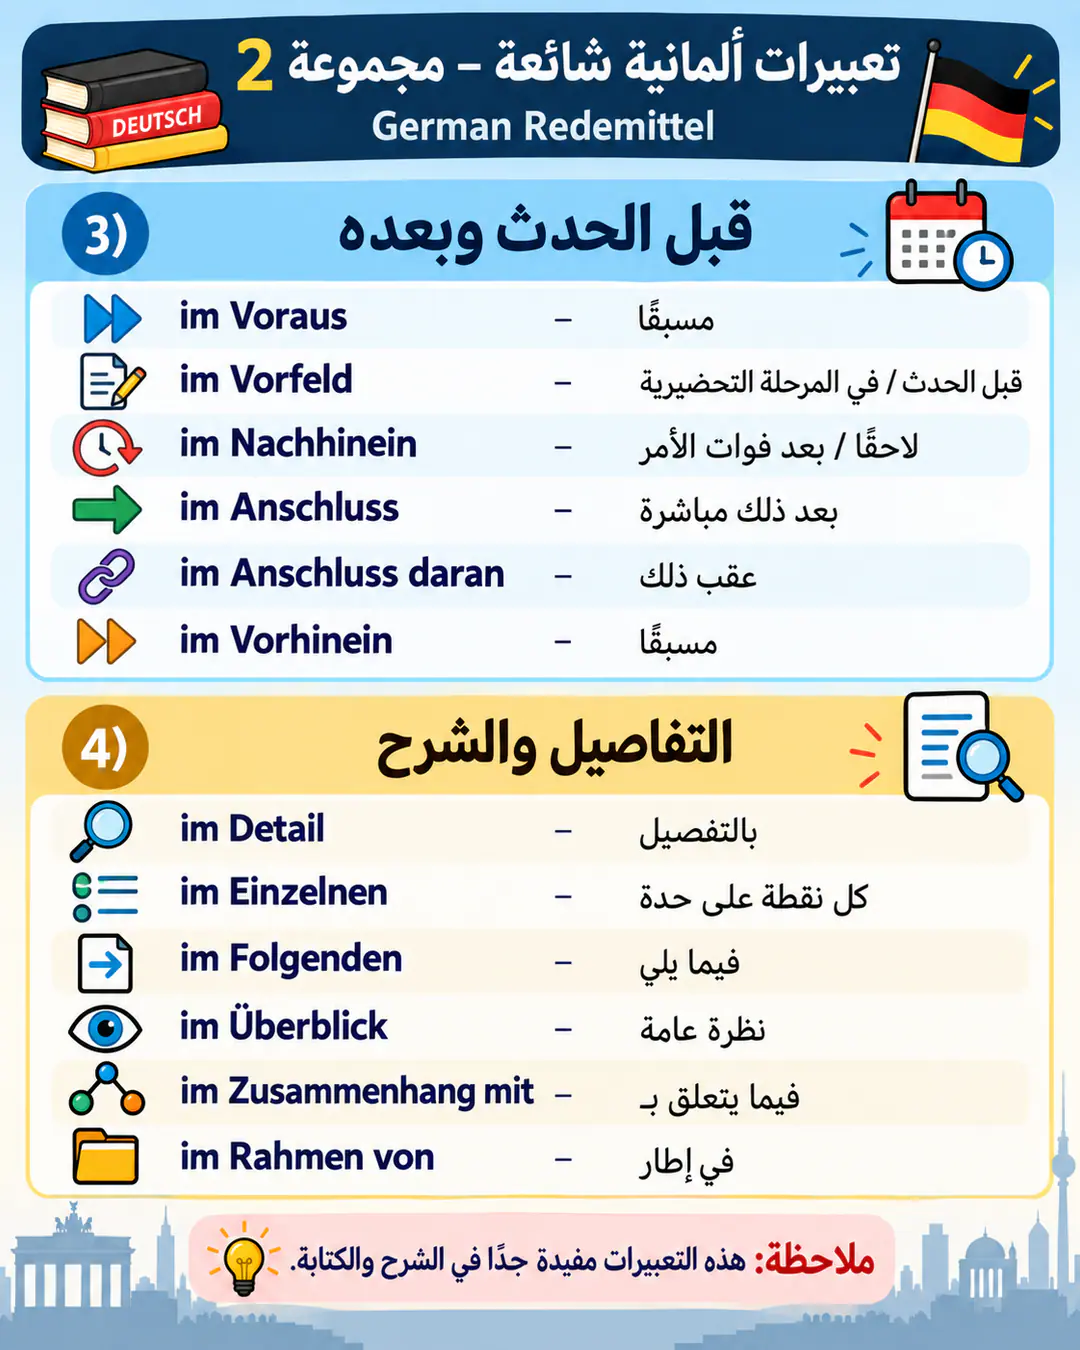 تعبيرات ألمانية شائعة – مجموعة 2
German Redemittel
DEUTSCH
3)
قبل الحدث وبعده
im Voraus – مسبقًا
im Vorfeld – قبل الحدث / في المرحلة التحضيرية
im Nachhinein – لاحقًا / بعد فوات الأمر
im Anschluss – بعد ذلك مباشرة
im Anschluss daran – عقب ذلك
im Vorhinein – مسبقًا
4)
التفاصيل والشرح
im Detail – بالتفصيل
im Einzelnen – كل نقطة على حدة
im Folgenden – فيما يلي
im Überblick – نظرة عامة
im Zusammenhang mit – فيما يتعلق بـ
im Rahmen von – في إطار
ملاحظة: هذه التعبيرات مفيدة جدًا في الشرح والكتابة.